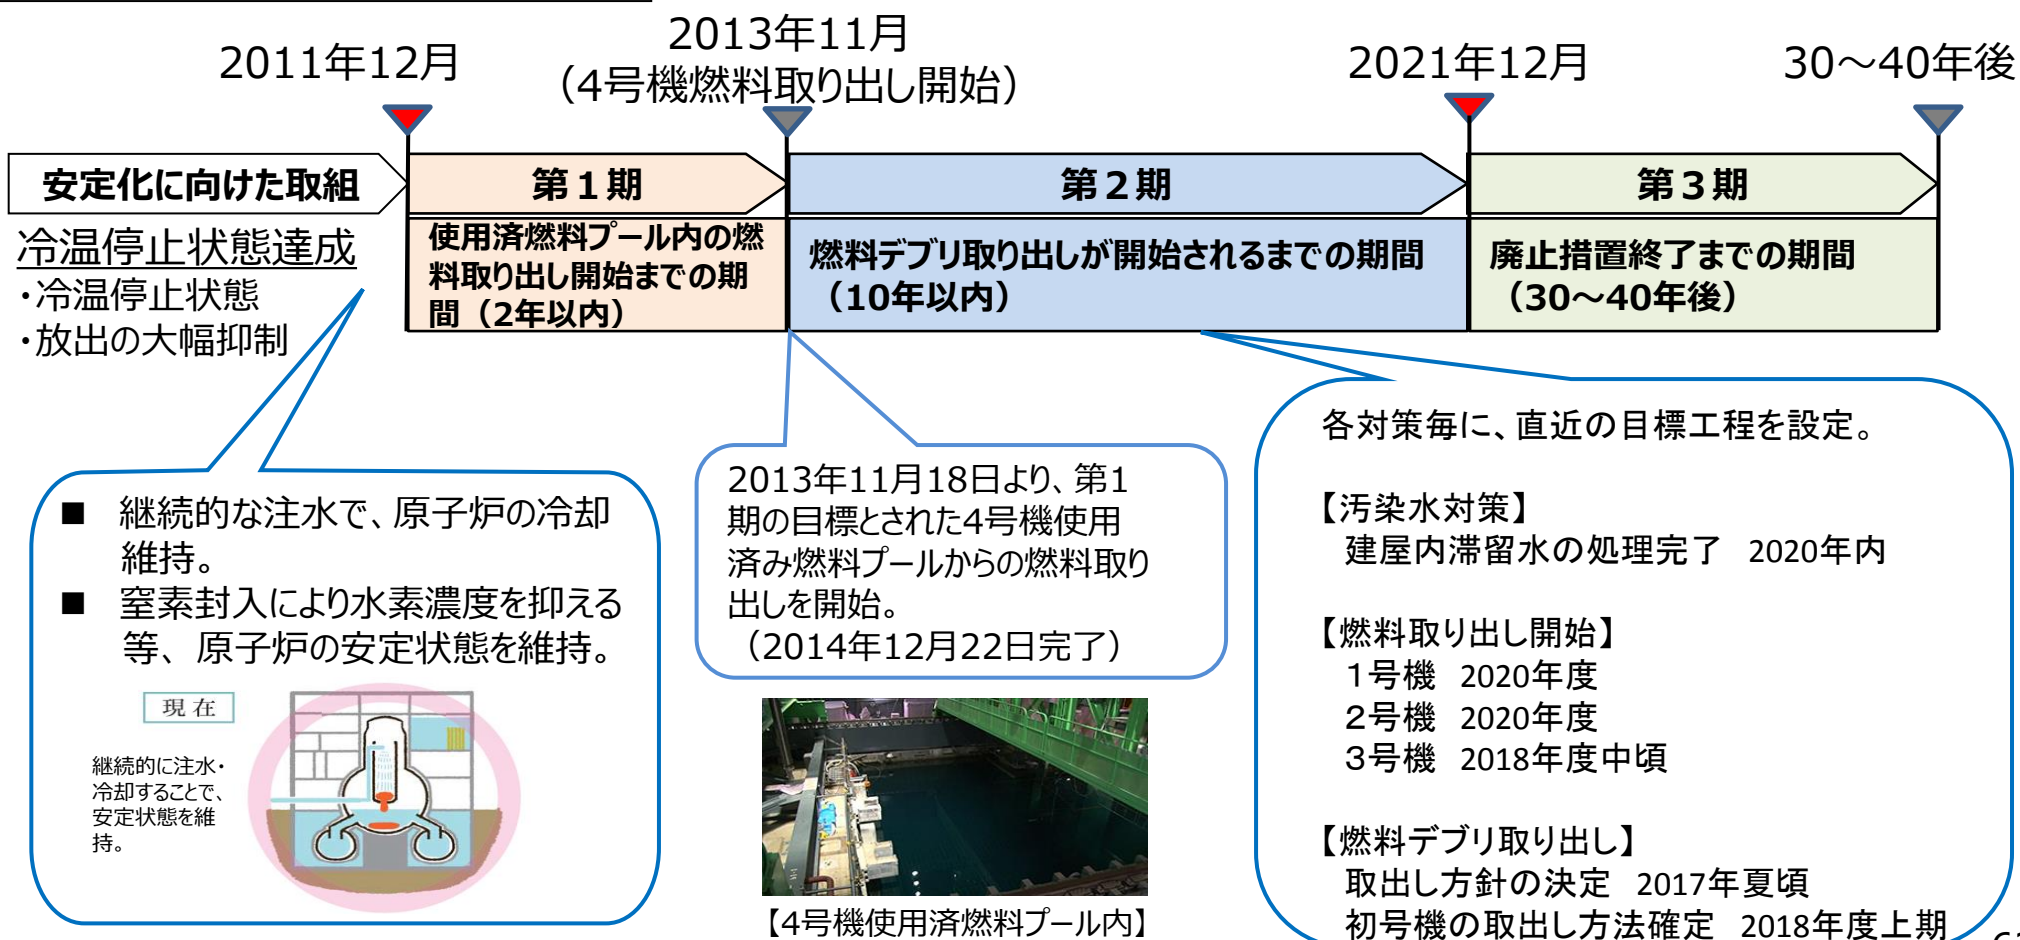 2011年12月
2013年11月
（4号機燃料取り出し開始）
2021年12月
30～40年後
安定化に向けた取組
第１期
第２期
第３期
冷温停止状態達成
・冷温停止状態
・放出の大幅抑制
使用済燃料プール内の燃
料取り出し開始までの期
間（2年以内）
燃料デブリ取り出しが開始されるまでの期間
（10年以内）
廃止措置終了までの期間
（30～40年後）
■ 継続的な注水で、原子炉の冷却
維持。
■ 窒素封入により水素濃度を抑える
等、原子炉の安定状態を維持。
現在
継続的に注水・
冷却することで、
安定状態を維
持。
2013年11月18日より、第1
期の目標とされた4号機使用
済み燃料プールからの燃料取り
出しを開始。
（2014年12月22日完了）
【4号機使用済燃料プール内】
各対策毎に、直近の目標工程を設定。
【汚染水対策】
建屋内滞留水の処理完了 2020年内
【燃料取り出し開始】
１号機 2020年度
２号機 2020年度
３号機 2018年度中頃
【燃料デブリ取り出し】
取出し方針の決定 2017年夏頃
初号機の取出し方法確定 2018年度上期